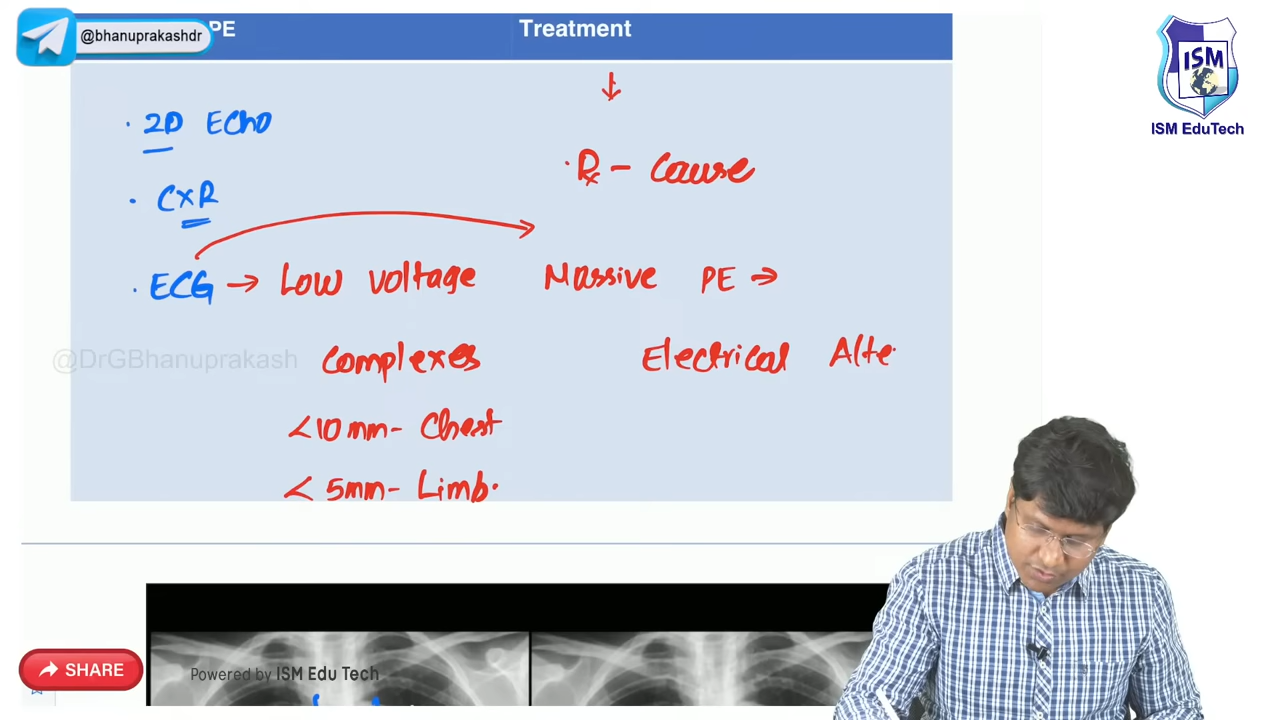 @bhanuprakashdr
PE
Treatment
ISM
ISM EduTech
2D Echo
Rx - Cause
CXR
ECG → Low voltage
complexes
<10mm - Chest
<5mm - Limb.
Massive PE →
Electrical Alte
@DrGBhanuprakash
SHARE
Powered by ISM Edu Tech